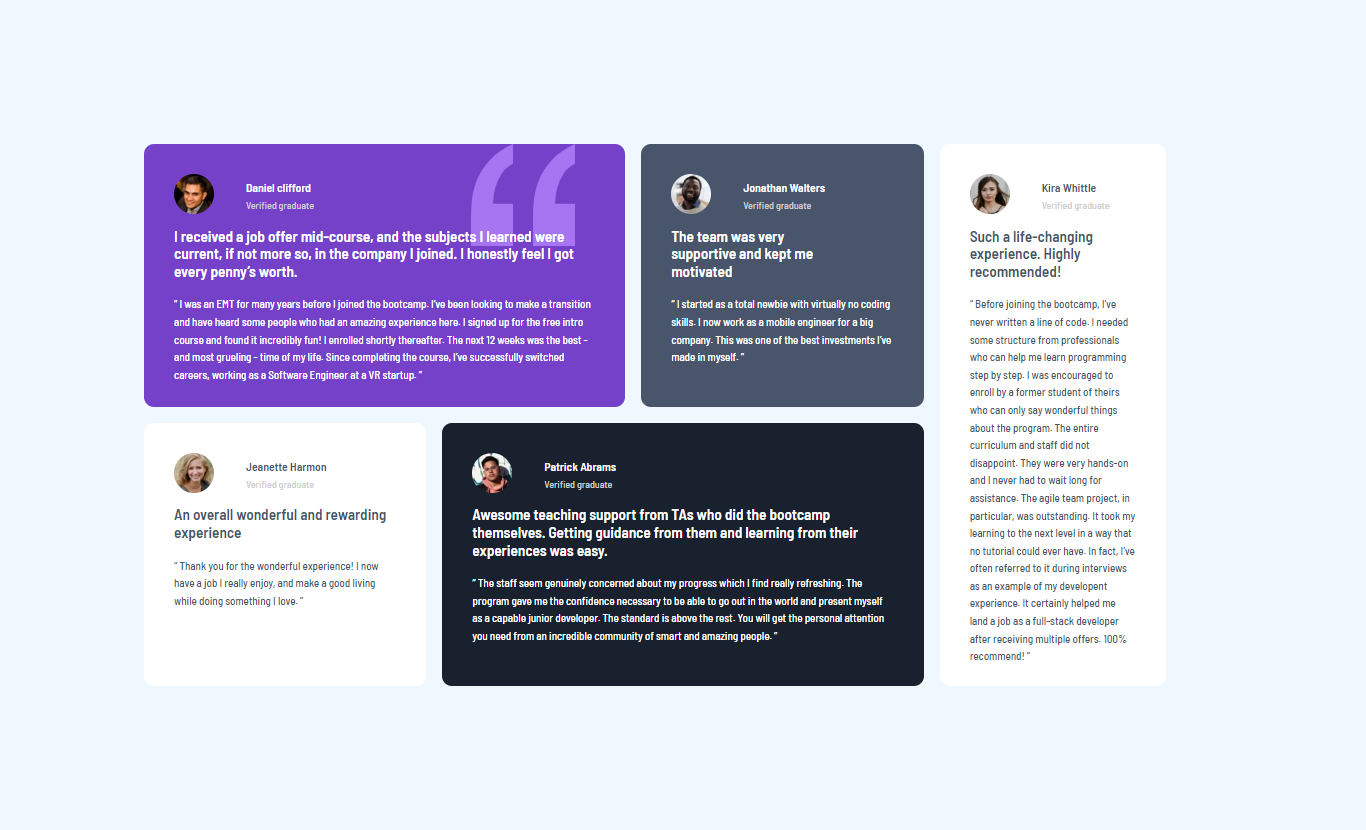 Daniel clifford
Verified graduate
I received a job offer mid-course, and the subjects I learned were
current, if not more so, in the company I joined. I honestly feel I got
every penny’s worth.
“ I was an EMT for many years before I joined the bootcamp. I’ve been looking to make a transition
and have heard some people who had an amazing experience here. I signed up for the free intro
course and found it incredibly fun! I enrolled shortly thereafter. The next 12 weeks was the best –
and most grueling – time of my life. Since completing the course, I’ve successfully switched
careers, working as a Software Engineer at a VR startup. ”
Jonathan Walters
Verified graduate
The team was very
supportive and kept me
motivated
“ I started as a total newbie with virtually no coding
skills. I now work as a mobile engineer for a big
company. This was one of the best investments I’ve
made in myself. ”
Kira Whittle
Verified graduate
Such a life-changing
experience. Highly
recommended!
“ Before joining the bootcamp, I’ve
never written a line of code. I needed
some structure from professionals
who can help me learn programming
step by step. I was encouraged to
enroll by a former student of theirs
who can only say wonderful things
about the program. The entire
curriculum and staff did not
disappoint. They were very hands-on
and I never had to wait long for
assistance. The agile team project, in
particular, was outstanding. It took my
learning to the next level in a way that
no tutorial could ever have. In fact, I’ve
often referred to it during interviews
as an example of my developent
experience. It certainly helped me
land a job as a full-stack developer
after receiving multiple offers. 100%
recommend! ”
Jeanette Harmon
Verified graduate
An overall wonderful and rewarding
experience
“ Thank you for the wonderful experience! I now
have a job I really enjoy, and make a good living
while doing something I love. ”
Patrick Abrams
Verified graduate
Awesome teaching support from TAs who did the bootcamp
themselves. Getting guidance from them and learning from their
experiences was easy.
“ The staff seem genuinely concerned about my progress which I find really refreshing. The
program gave me the confidence necessary to be able to go out in the world and present myself
as a capable junior developer. The standard is above the rest. You will get the personal attention
you need from an incredible community of smart and amazing people. ”